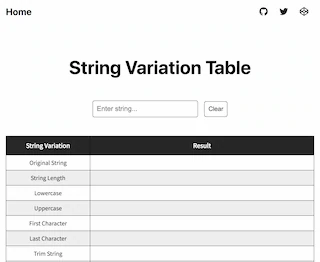 Home
String Variation Table
Enter string... Clear
String Variation Result
Original String
String Length
Lowercase
Uppercase
First Character
Last Character
Trim String